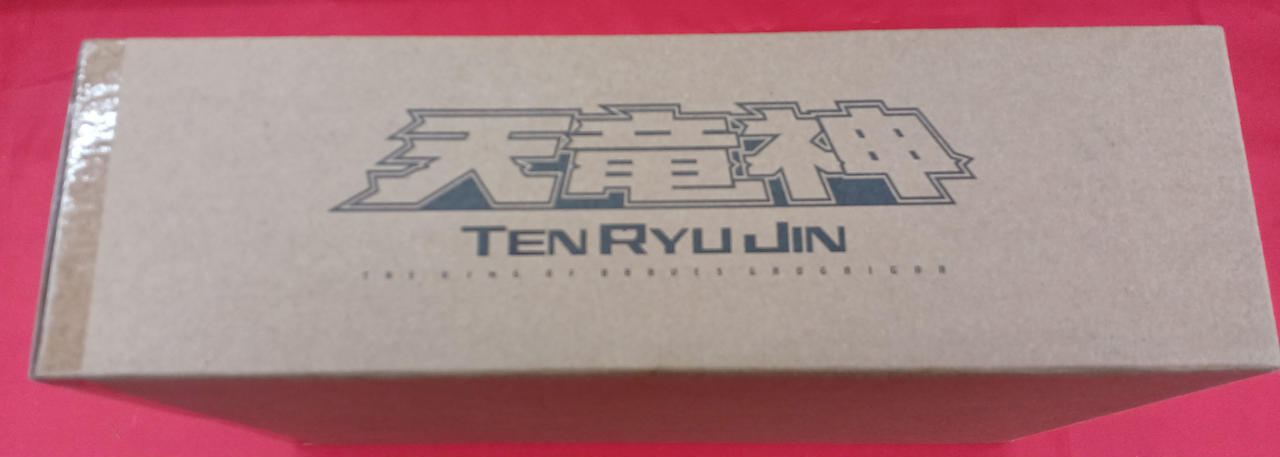 天竜神
TEN RYU JIN
THE KING OF BRAVES GAOGAIGAR